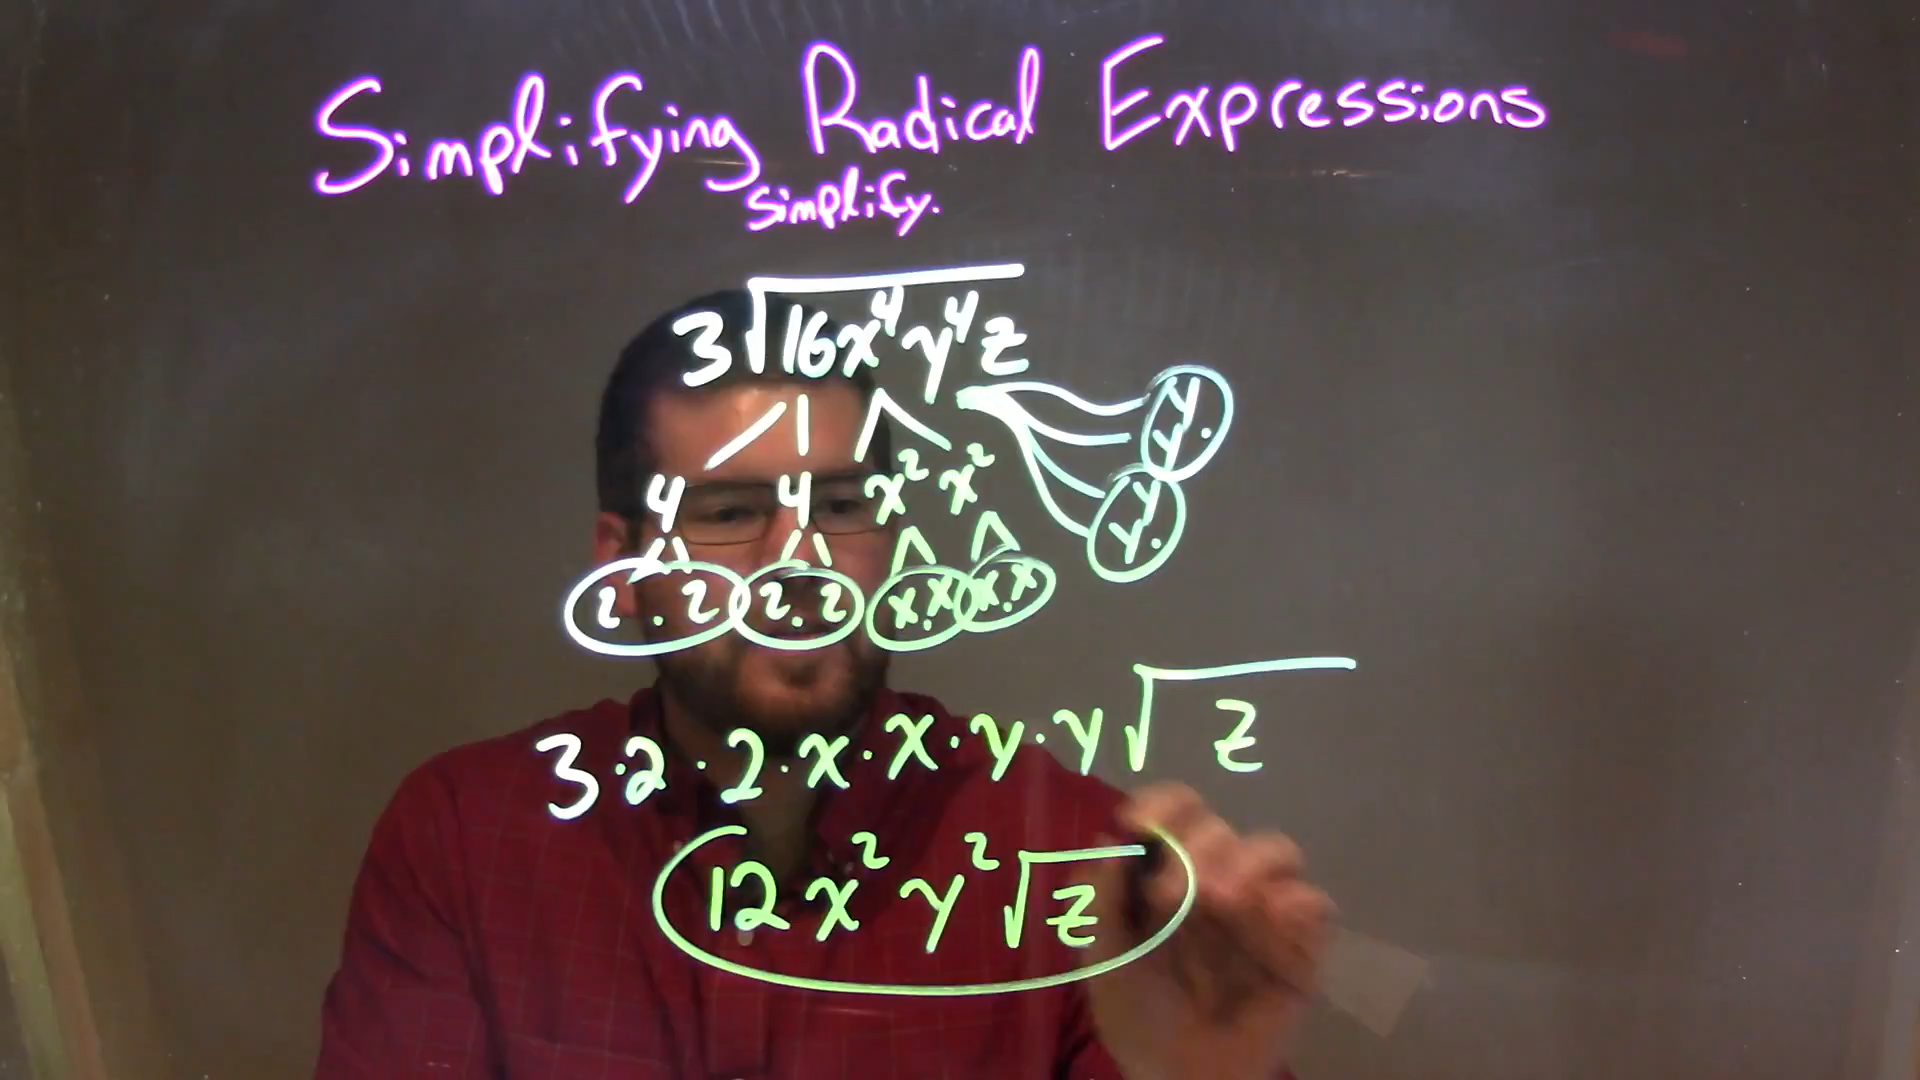 Simplifying Radical Expressions
Simplify.
3√16x⁴y⁴z
4 4 x² x² y.y
y.y
2.2 2.2 x.x x.x
3·2·2·x·x·y·y√z
12x²y²√z